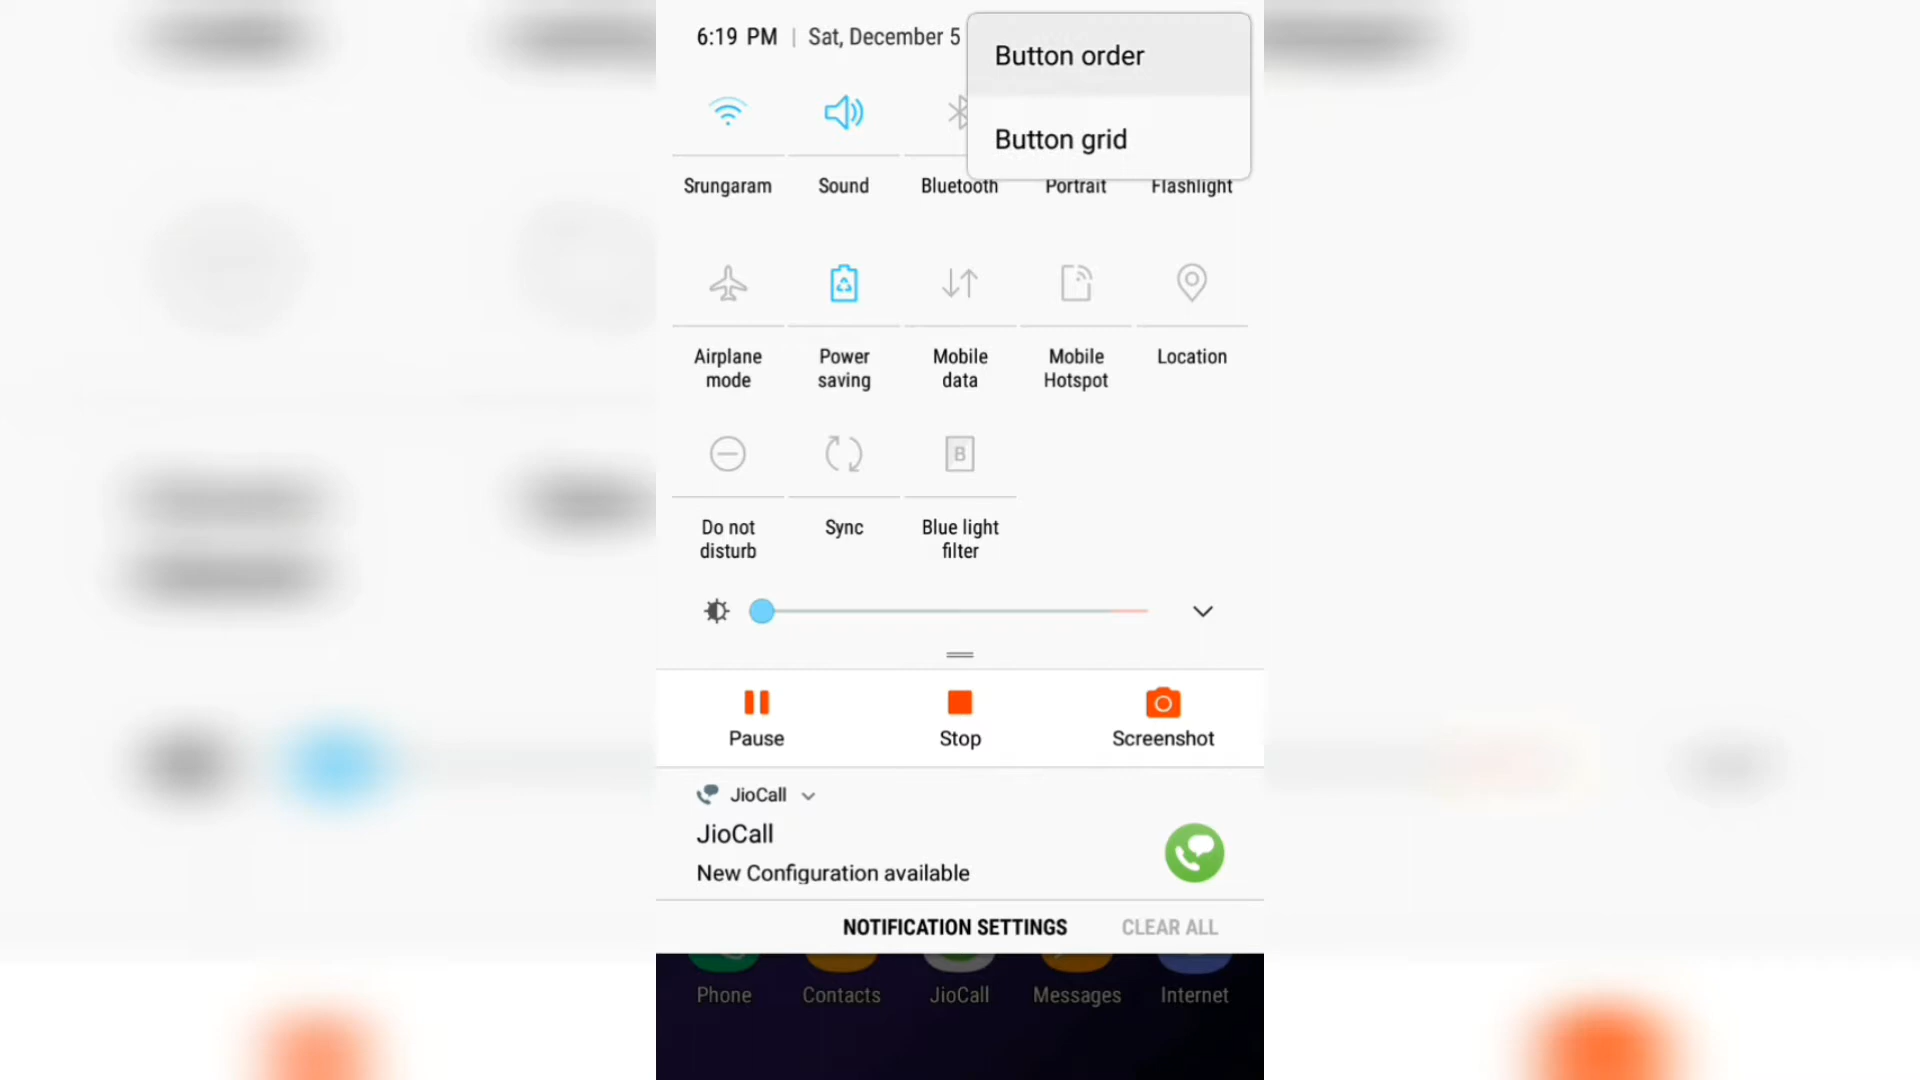 6:19 PM | Sat, December 5
Button order
Button grid
Srungaram
Sound
Bluetooth
Portrait
Flashlight
Airplane
mode
Power
saving
Mobile
data
Mobile
Hotspot
Location
B
Do not
disturb
Sync
Blue light
filter
Pause
Stop
Screenshot
JioCall
JioCall
New Configuration available
NOTIFICATION SETTINGS
CLEAR ALL
Phone
Contacts
JioCall
Messages
Internet